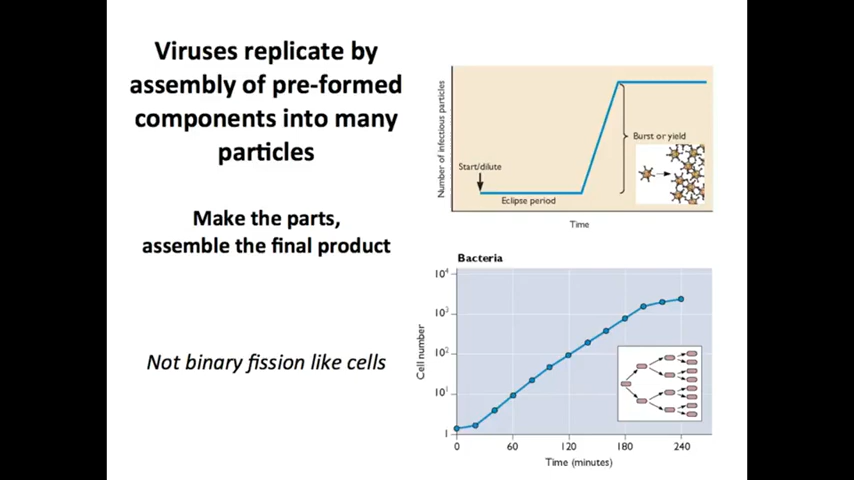 Viruses replicate by
assembly of pre-formed
components into many
particles
Make the parts,
assemble the final product
Not binary fission like cells
Number of infectious particles
Start/dilute
Eclipse period
Burst or yield
Time
Bacteria
Cell number
10⁴
10³
10²
10¹
1
0 60 120 180 240
Time (minutes)